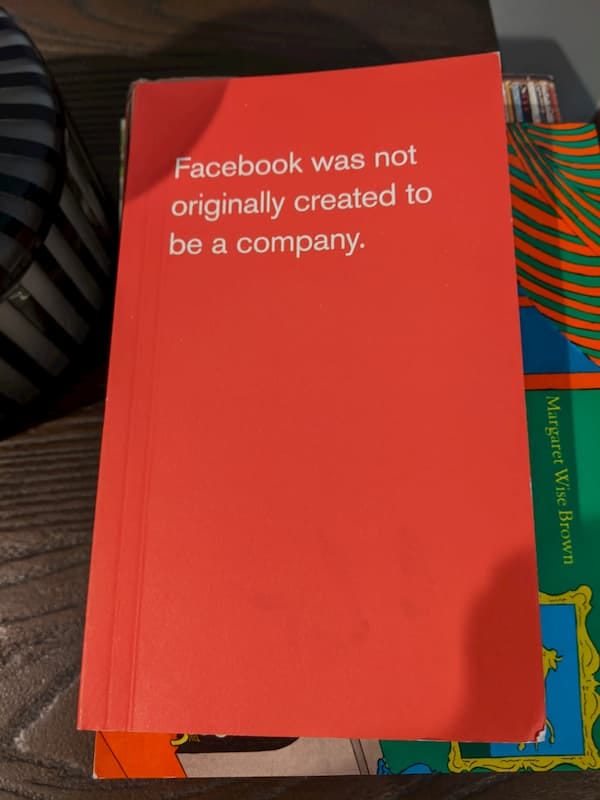 Facebook was not
originally created to
be a company.
Margaret Wise Brown